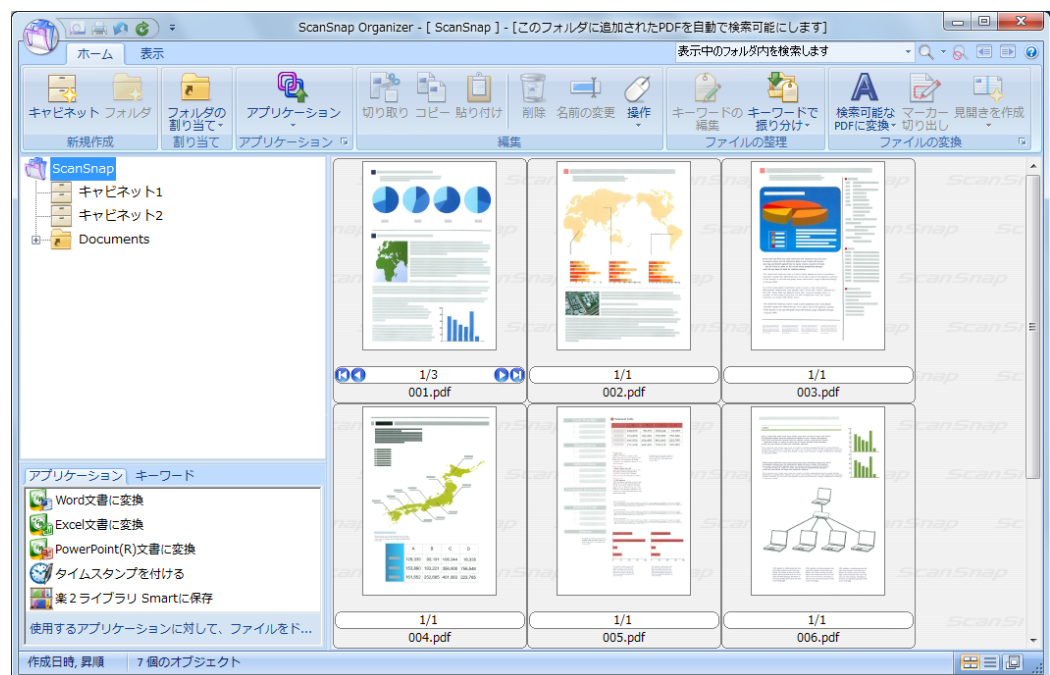 ScanSnap Organizer - [ ScanSnap ] - [このフォルダに追加されたPDFを自動で検索可能にします]
ホーム 表示
表示中のフォルダ内を検索します
キャビネット フォルダ
新規作成
フォルダの
割り当て
割り当て
アプリケーション
アプリケーション
切り取り コピー 貼り付け 削除 名前の変更 操作
編集
キーワードの
編集
キーワードで
振り分け
ファイルの整理
検索可能な
PDFに変換
マーカー
切り出し
見開きを作成
ファイルの変換
ScanSnap
キャビネット1
キャビネット2
Documents
1/3
001.pdf
1/1
002.pdf
1/1
003.pdf
1/1
004.pdf
1/1
005.pdf
1/1
006.pdf
アプリケーション キーワード
Word文書に変換
Excel文書に変換
PowerPoint(R)文書に変換
タイムスタンプを付ける
楽2ライブラリ Smartに保存
使用するアプリケーションに対して、ファイルをド...
作成日時, 昇順 7 個のオブジェクト